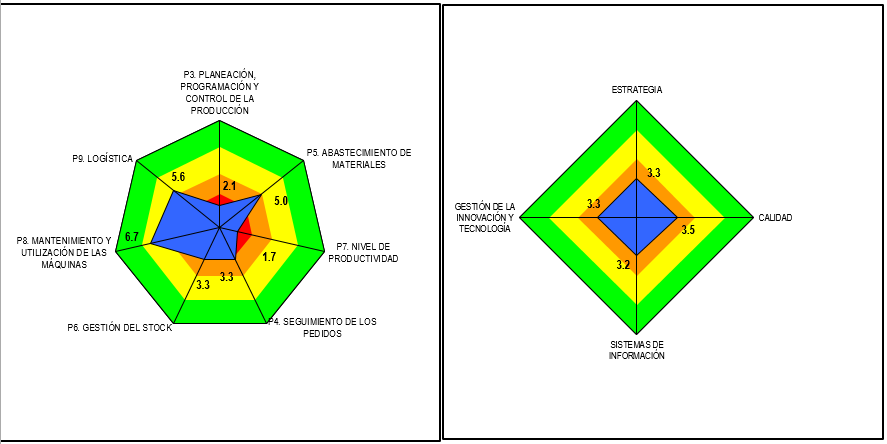 P3. PLANEACIÓN,
PROGRAMACIÓN Y
CONTROL DE LA
PRODUCCIÓN
P9. LOGÍSTICA
P5. ABASTECIMIENTO DE
MATERIALES
5.6
2.1
5.0
P8. MANTENIMIENTO Y
UTILIZACIÓN DE LAS
MÁQUINAS
6.7
1.7
P7. NIVEL DE
PRODUCTIVIDAD
3.3
3.3
P6. GESTIÓN DEL STOCK
P4. SEGUIMIENTO DE LOS
PEDIDOS
ESTRATEGIA
3.3
3.3
GESTIÓN DE LA
INNOVACIÓN Y
TECNOLOGÍA
CALIDAD
3.5
3.2
SISTEMAS DE
INFORMACIÓN